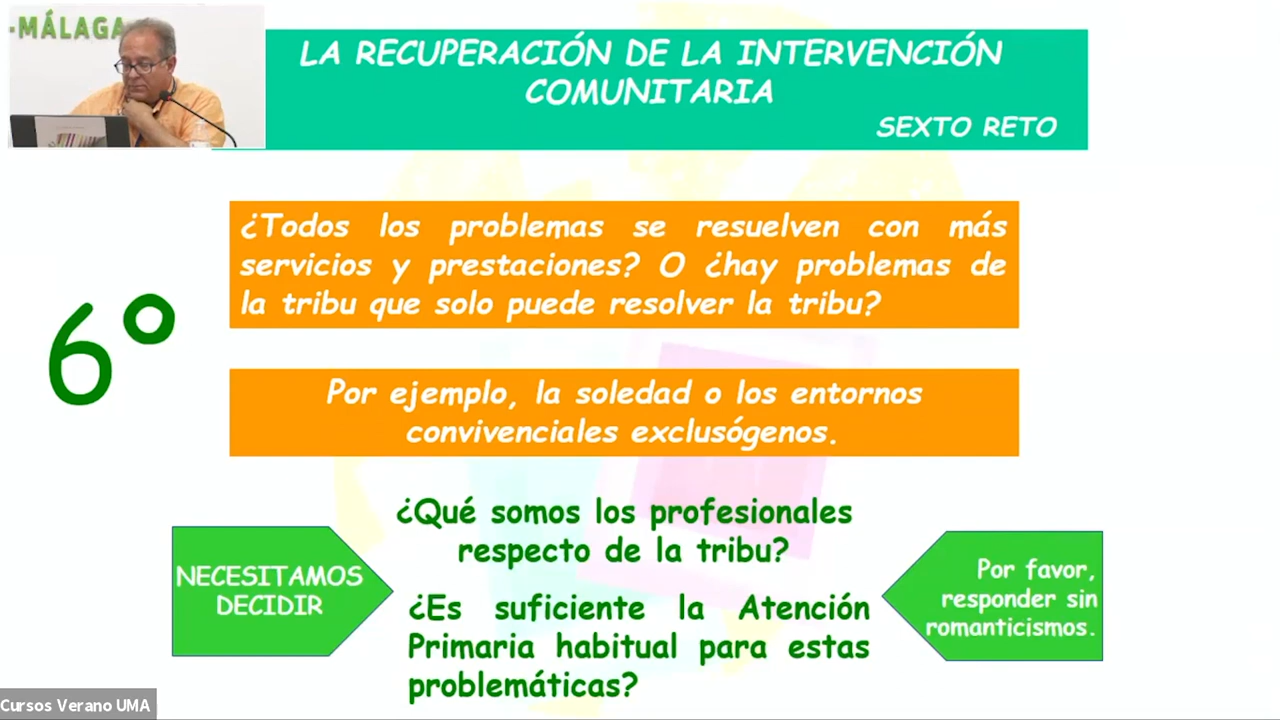 -MÁLAGA
LA RECUPERACIÓN DE LA INTERVENCIÓN
COMUNITARIA
SEXTO RETO
¿Todos los problemas se resuelven con más
servicios y prestaciones? O ¿hay problemas de
la tribu que solo puede resolver la tribu?
6º
Por ejemplo, la soledad o los entornos
convivenciales exclusógenos.
¿Qué somos los profesionales
respecto de la tribu?
NECESITAMOS
DECIDIR
¿Es suficiente la Atención
Primaria habitual para estas
problemáticas?
Por favor,
responder sin
romanticismos.
Cursos Verano UMA